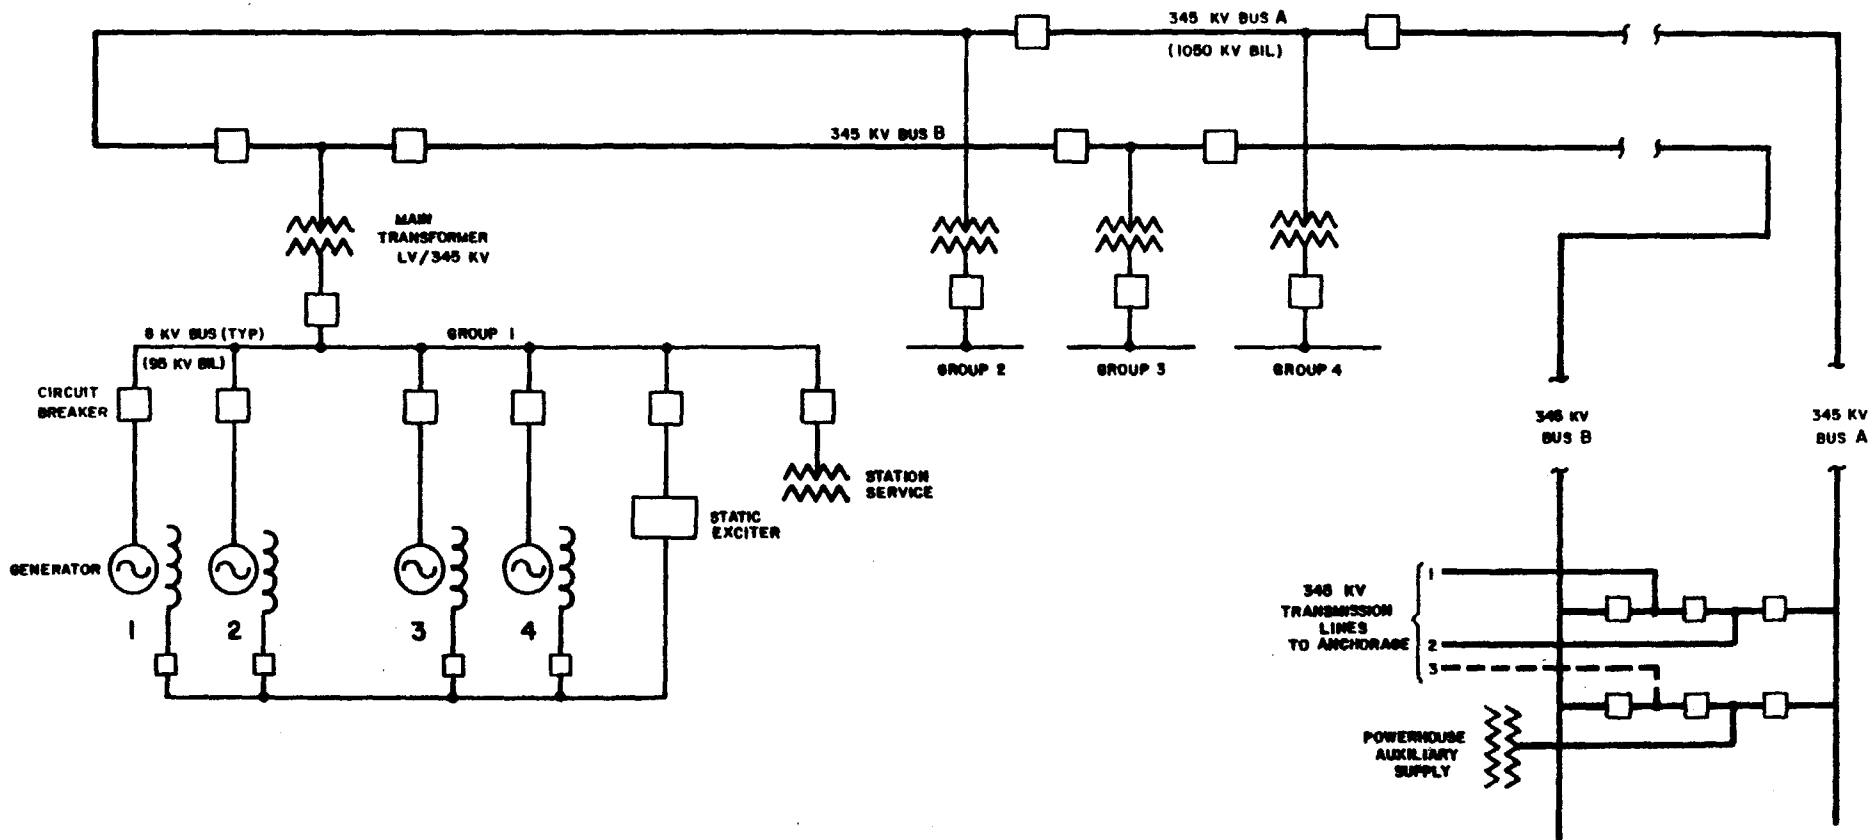 345 KV BUS A
(1050 KV BIL)
345 KV BUS B
MAIN
TRANSFORMER
LV/345 KV
8 KV BUS (TYP)
(95 KV BIL)
GROUP 1
GROUP 2
GROUP 3
GROUP 4
CIRCUIT
BREAKER
STATION
SERVICE
STATIC
EXCITER
GENERATOR
1
2
3
4
345 KV
BUS B
345 KV
BUS A
345 KV
TRANSMISSION
LINES
TO ANCHORAGE
1
2
3
POWERHOUSE
AUXILIARY
SUPPLY